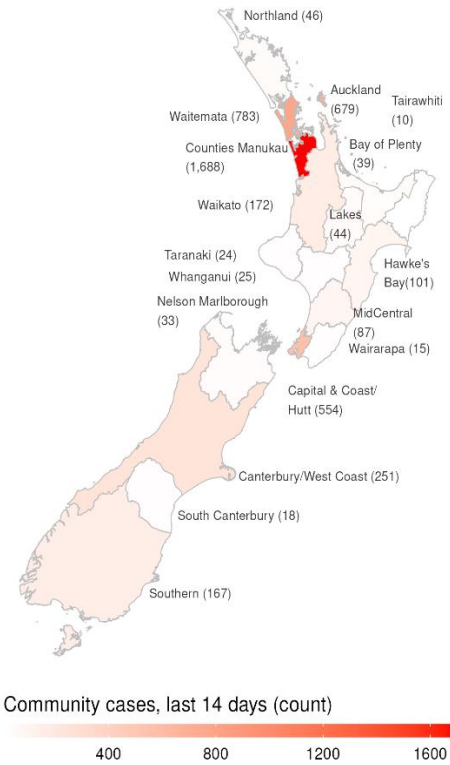 Northland (46)
Auckland
(679)
Tairawhiti
(10)
Waitemata (783)
Counties Manukau
(1,688)
Bay of Plenty
(39)
Waikato (172)
Lakes
(44)
Taranaki (24)
Whanganui (25)
Hawke's
Bay(101)
Nelson Marlborough
(33)
MidCentral
(87)
Wairarapa (15)
Capital & Coast/
Hutt (554)
Canterbury/West Coast (251)
South Canterbury (18)
Southern (167)
Community cases, last 14 days (count)
400 800 1200 1600